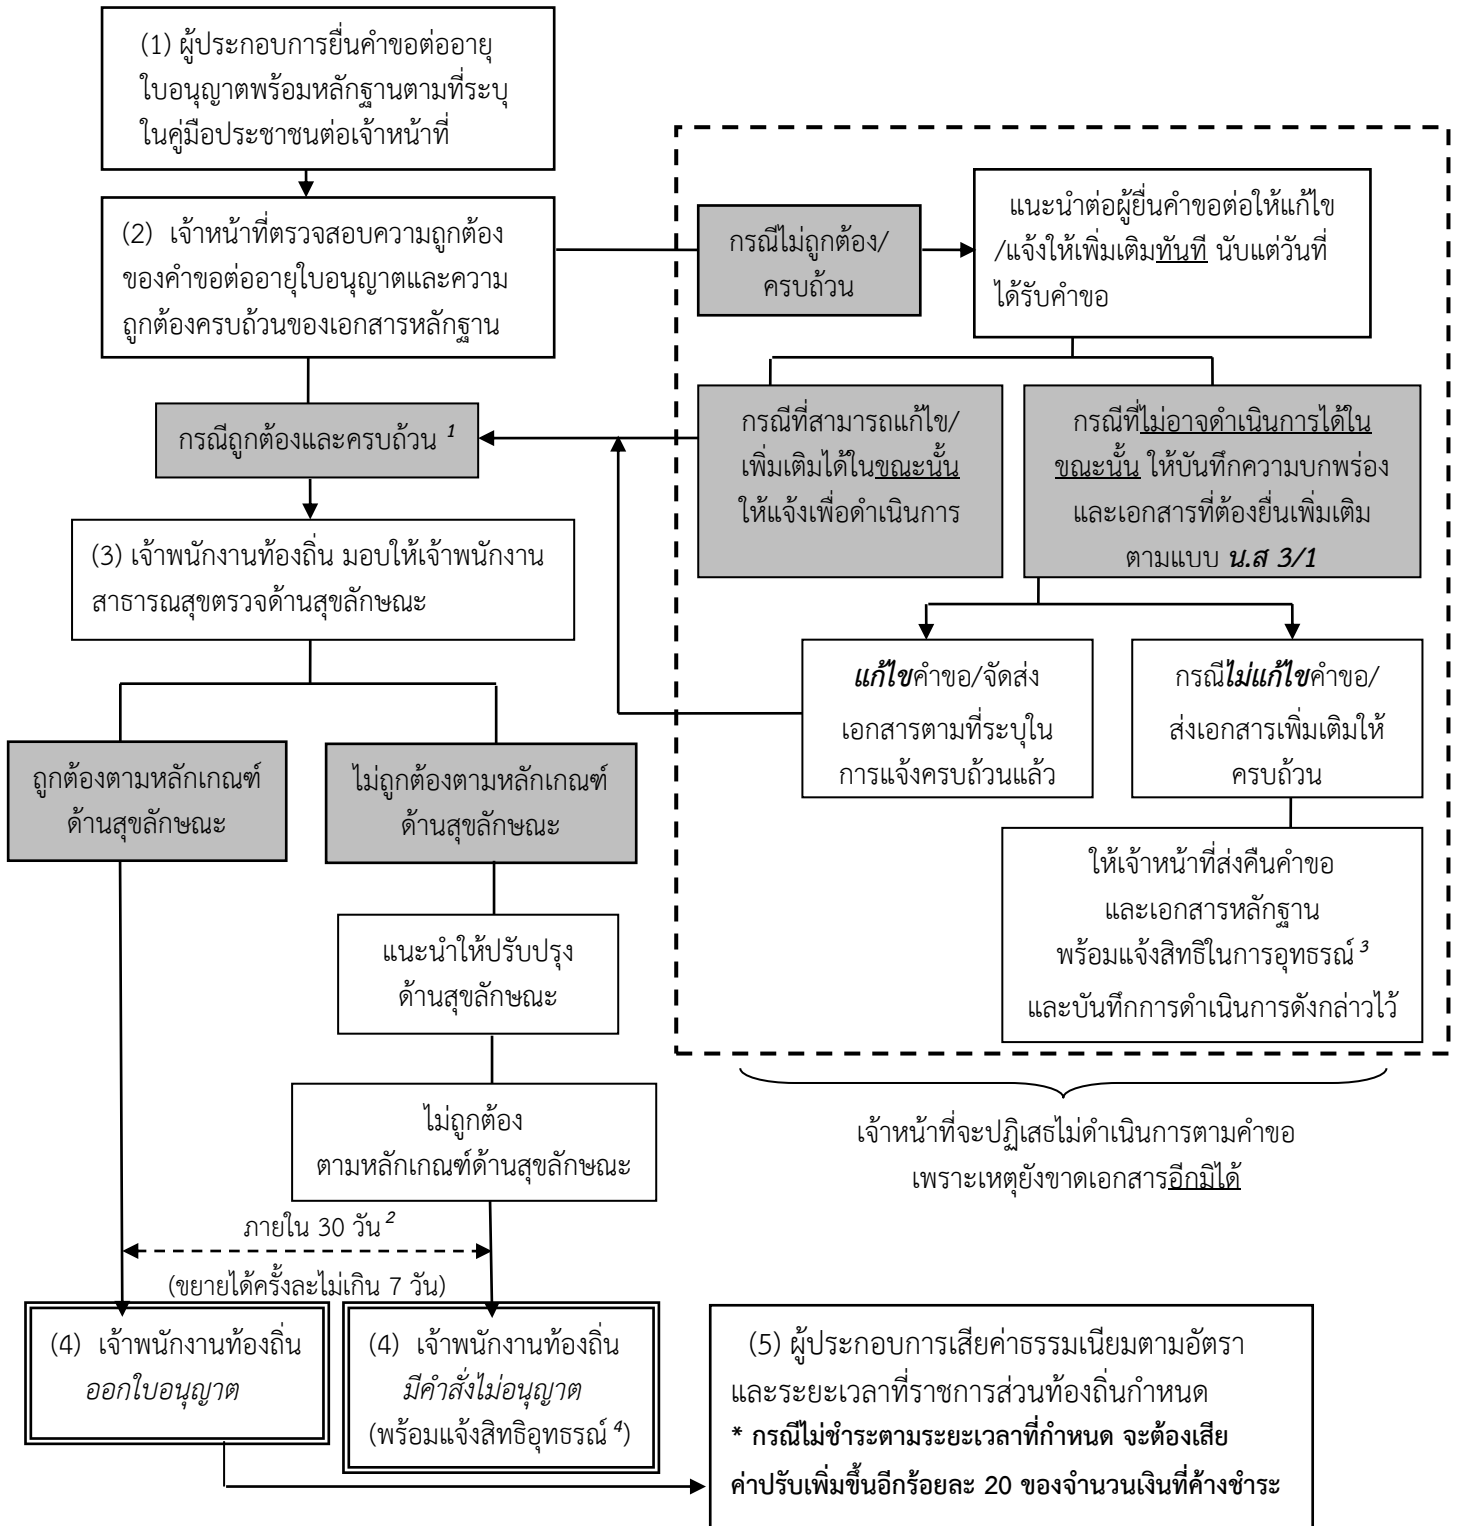 (1) ผู้ประกอบการยื่นคำขอต่ออายุ
ใบอนุญาตพร้อมหลักฐานตามที่ระบุ
ในคู่มือประชาชนต่อเจ้าหน้าที่
(2) เจ้าหน้าที่ตรวจสอบความถูกต้อง
ของคำขอต่ออายุใบอนุญาตและความ
ถูกต้องครบถ้วนของเอกสารหลักฐาน
กรณีไม่ถูกต้อง/
ครบถ้วน
แนะนำต่อผู้ยื่นคำขอต่อให้แก้ไข
/แจ้งให้เพิ่มเติมทันที นับแต่วันที่
ได้รับคำขอ
กรณีถูกต้องและครบถ้วน 1
กรณีที่สามารถแก้ไข/
เพิ่มเติมได้ในขณะนั้น
ให้แจ้งเพื่อดำเนินการ
กรณีที่ไม่อาจดำเนินการได้ใน
ขณะนั้น ให้บันทึกความบกพร่อง
และเอกสารที่ต้องยื่นเพิ่มเติม
ตามแบบ น.ส 3/1
(3) เจ้าพนักงานท้องถิ่น มอบให้เจ้าพนักงาน
สาธารณสุขตรวจด้านสุขลักษณะ
แก้ไขคำขอ/จัดส่ง
เอกสารตามที่ระบุใน
การแจ้งครบถ้วนแล้ว
กรณีไม่แก้ไขคำขอ/
ส่งเอกสารเพิ่มเติมให้
ครบถ้วน
ถูกต้องตามหลักเกณฑ์
ด้านสุขลักษณะ
ไม่ถูกต้องตามหลักเกณฑ์
ด้านสุขลักษณะ
ให้เจ้าหน้าที่ส่งคืนคำขอ
และเอกสารหลักฐาน
พร้อมแจ้งสิทธิในการอุทธรณ์ 3
และบันทึกการดำเนินการดังกล่าวไว้
แนะนำให้ปรับปรุง
ด้านสุขลักษณะ
ไม่ถูกต้อง
ตามหลักเกณฑ์ด้านสุขลักษณะ
เจ้าหน้าที่จะปฏิเสธไม่ดำเนินการตามคำขอ
เพราะเหตุยังขาดเอกสารอีกมิได้
ภายใน 30 วัน 2
(ขยายได้ครั้งละไม่เกิน 7 วัน)
(4) เจ้าพนักงานท้องถิ่น
ออกใบอนุญาต
(4) เจ้าพนักงานท้องถิ่น
มีคำสั่งไม่อนุญาต
(พร้อมแจ้งสิทธิอุทธรณ์ 4)
(5) ผู้ประกอบการเสียค่าธรรมเนียมตามอัตรา
และระยะเวลาที่ราชการส่วนท้องถิ่นกำหนด
* กรณีไม่ชำระตามระยะเวลาที่กำหนด จะต้องเสีย
ค่าปรับเพิ่มขึ้นอีกร้อยละ 20 ของจำนวนเงินที่ค้างชำระ